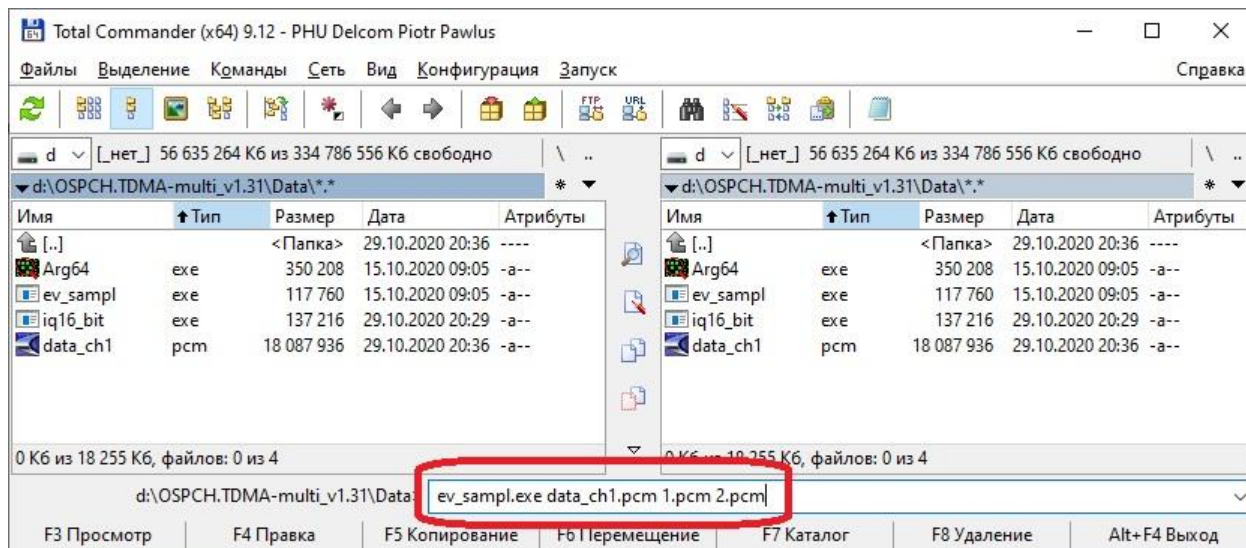 Total Commander (x64) 9.12 - PHU Delcom Piotr Pawlus
Файлы Выделение Команды Сеть Вид Конфигурация Запуск Справка
FTP URL
d [_нет_] 56 635 264 Кб из 334 786 556 Кб свободно \ ..
d:\OSPCH.TDMA-multi_v1.31\Data\*.*
Имя Тип Размер Дата Атрибуты
[..] <Папка> 29.10.2020 20:36 ----
Arg64 exe 350 208 15.10.2020 09:05 -a--
ev_sampl exe 117 760 15.10.2020 09:05 -a--
iq16_bit exe 137 216 29.10.2020 20:29 -a--
data_ch1 pcm 18 087 936 29.10.2020 20:36 -a--
0 Кб из 18 255 Кб, файлов: 0 из 4
d [_нет_] 56 635 264 Кб из 334 786 556 Кб свободно \ ..
d:\OSPCH.TDMA-multi_v1.31\Data\*.*
Имя Тип Размер Дата Атрибуты
[..] <Папка> 29.10.2020 20:36 ----
Arg64 exe 350 208 15.10.2020 09:05 -a--
ev_sampl exe 117 760 15.10.2020 09:05 -a--
iq16_bit exe 137 216 29.10.2020 20:29 -a--
data_ch1 pcm 18 087 936 29.10.2020 20:36 -a--
0 Кб из 18 255 Кб, файлов: 0 из 4
d:\OSPCH.TDMA-multi_v1.31\Data> ev_sampl.exe data_ch1.pcm 1.pcm 2.pcm
F3 Просмотр F4 Правка F5 Копирование F6 Перемещение F7 Каталог F8 Удаление Alt+F4 Выход